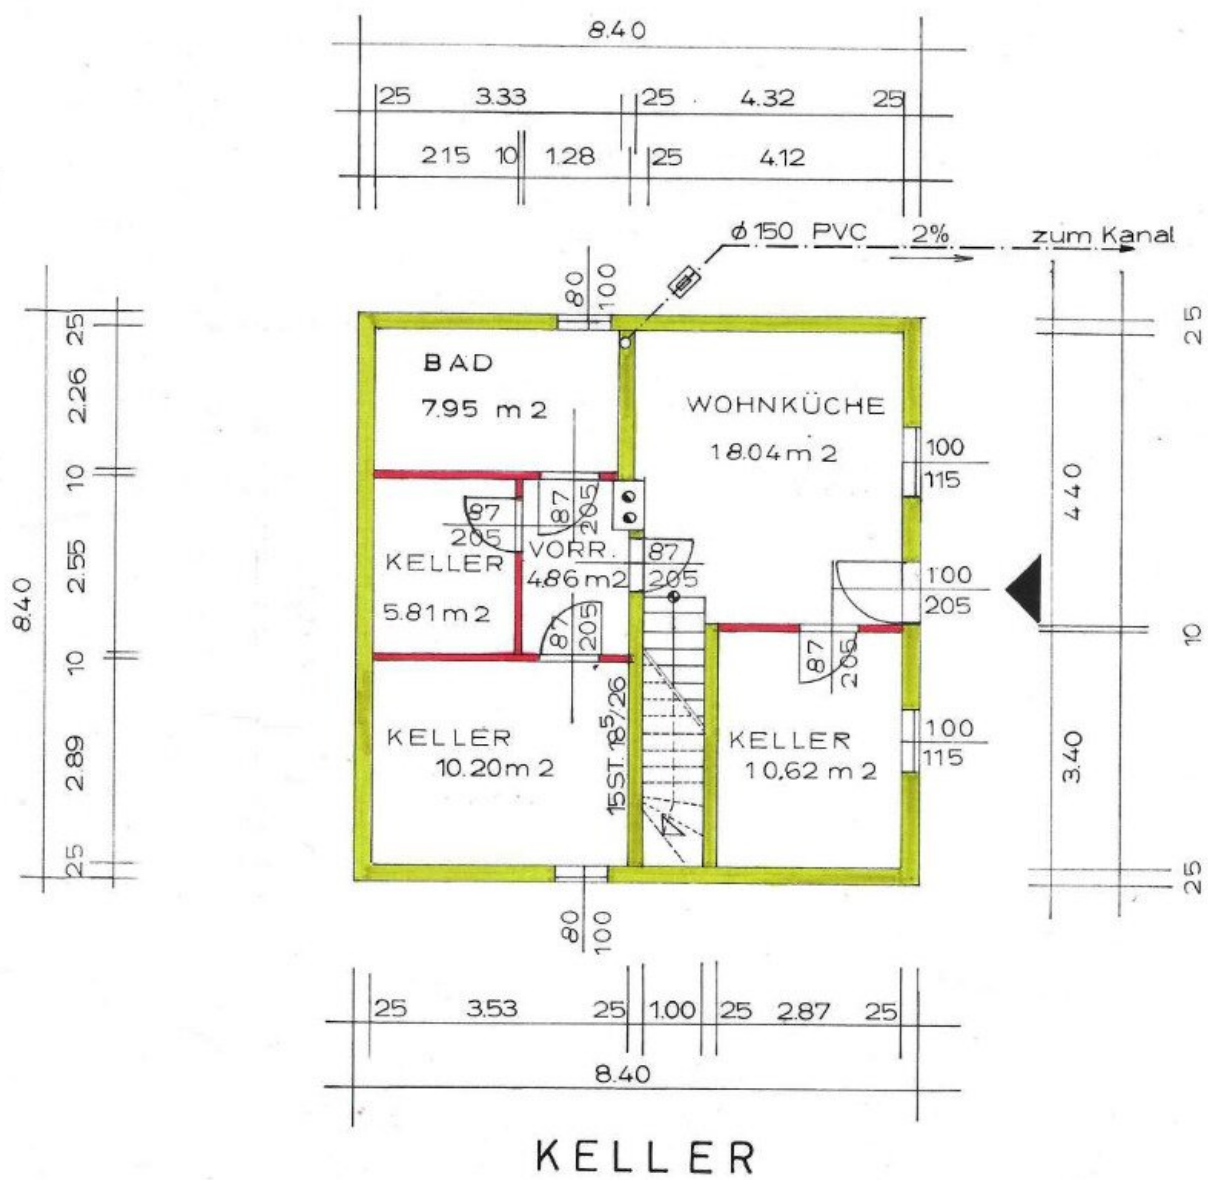 8.40
25 3.33 25 4.32 25
215 10 1.28 25 4.12
ϕ 150 PVC 2% zum Kanal
80
100
25
2.26
10
2.55
10
2.89
25
8.40
BAD
7.95 m 2
WOHNKÜCHE
18.04 m 2
100
115
87
205
87
205
KELLER
5.81 m 2
VORR.
4.86 m2
87
205
87
205
100
205
87
205
KELLER
10.20 m 2
15 ST. 18⁵/26
KELLER
10,62 m 2
100
115
80
100
25
4 40
10
3.40
25
25 3.53 25 1.00 25 2.87 25
8.40
KELLER